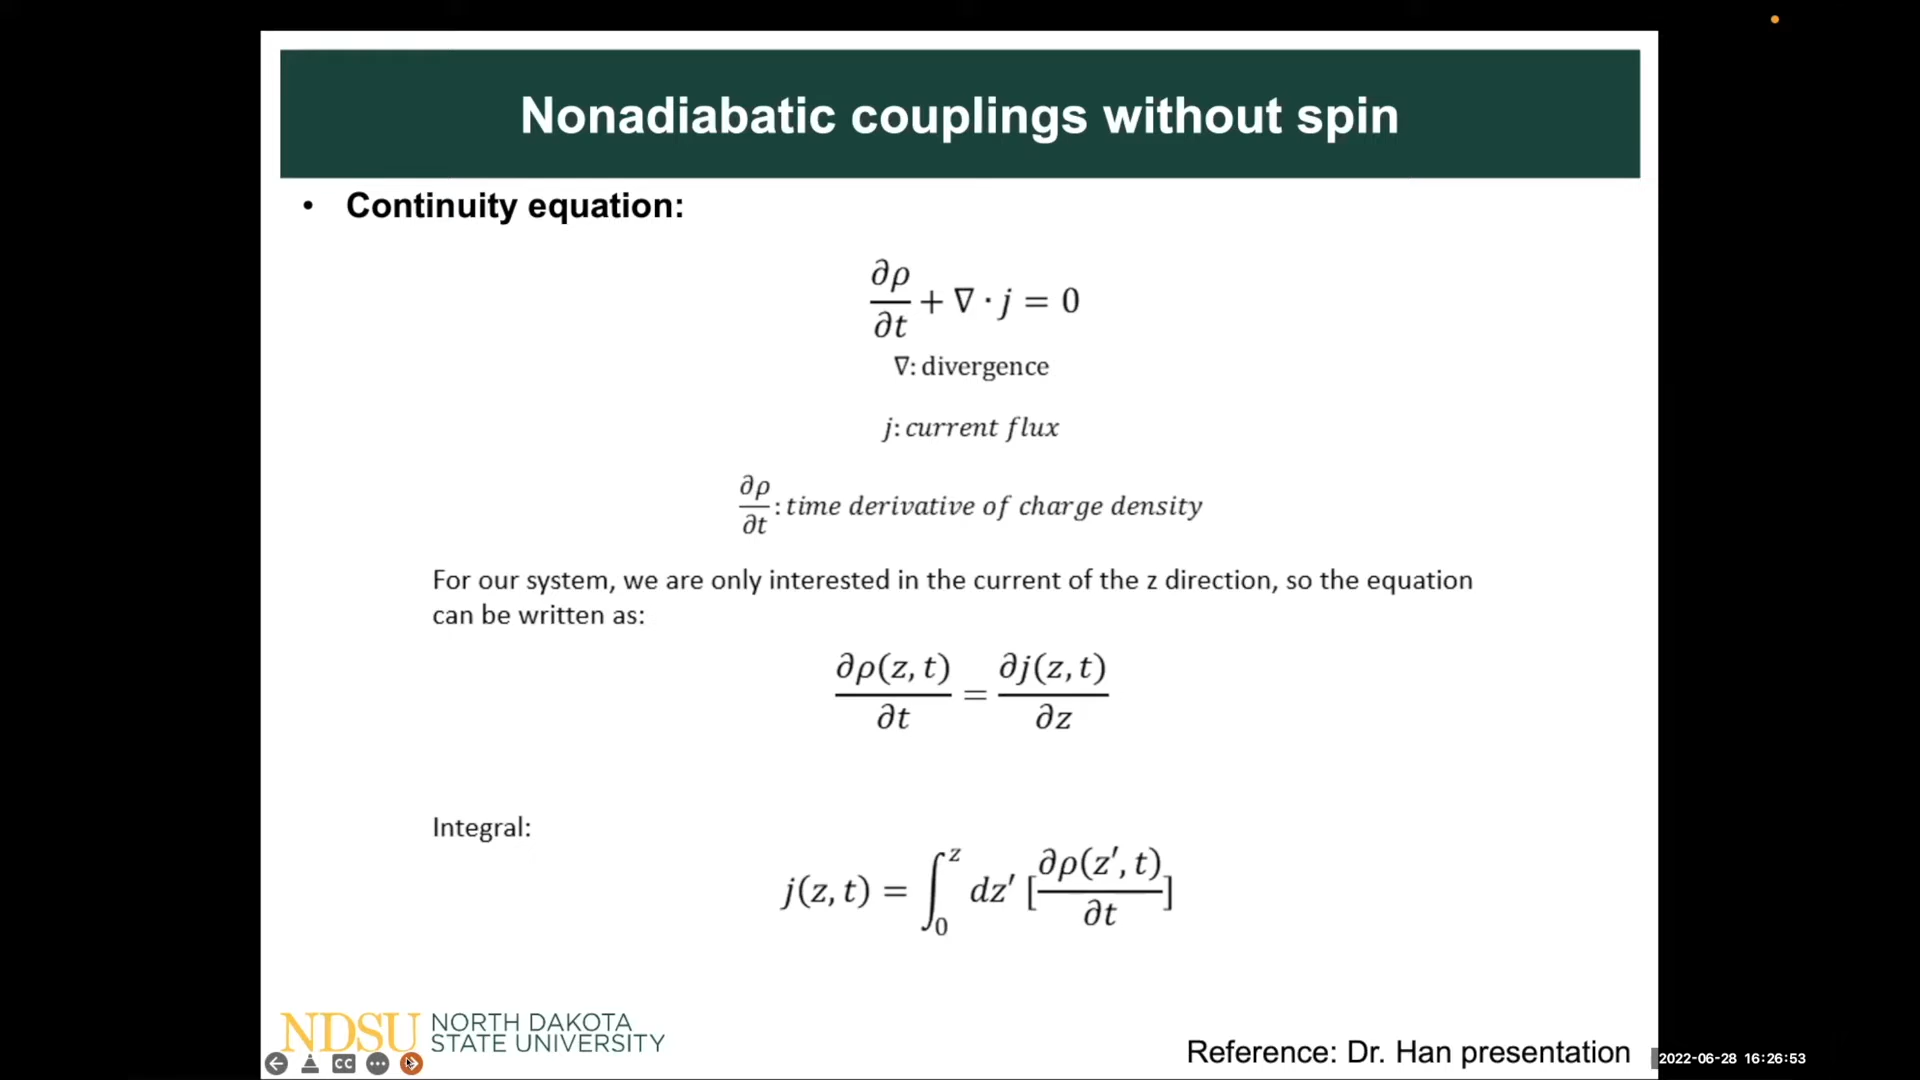 Nonadiabatic couplings without spin
• Continuity equation:
∂ρ/∂t + ∇ · j = 0
∇: divergence
j: current flux
∂ρ/∂t : time derivative of charge density
For our system, we are only interested in the current of the z direction, so the equation
can be written as:
∂ρ(z, t)/∂t = ∂j(z, t)/∂z
Integral:
j(z, t) = ∫₀ᶻ dz′ [∂ρ(z′, t)/∂t]
NDSU NORTH DAKOTA
STATE UNIVERSITY
CC
Reference: Dr. Han presentation
2022-06-28 16:26:53